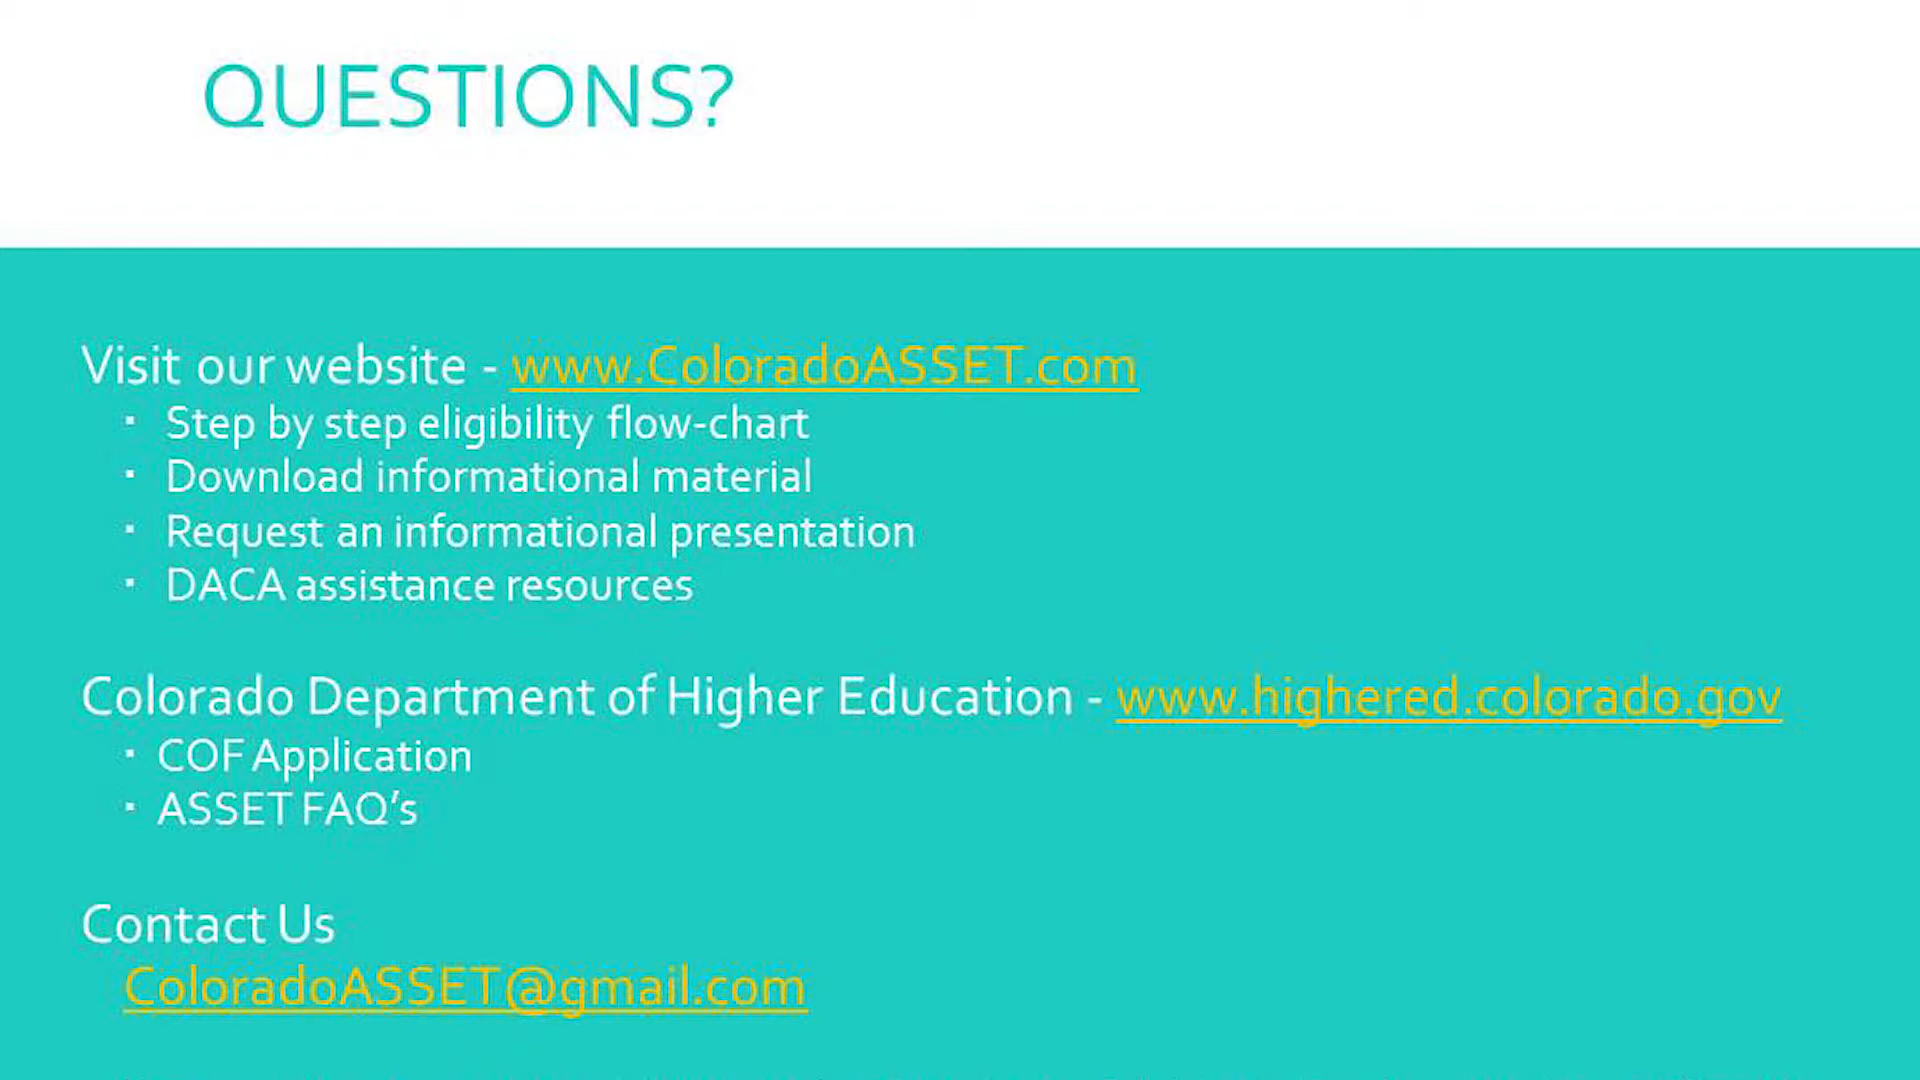 QUESTIONS?
Visit our website - www.ColoradoASSET.com
▪ Step by step eligibility flow-chart
▪ Download informational material
▪ Request an informational presentation
▪ DACA assistance resources
Colorado Department of Higher Education - www.highered.colorado.gov
▪ COF Application
▪ ASSET FAQ’s
Contact Us
ColoradoASSET@gmail.com